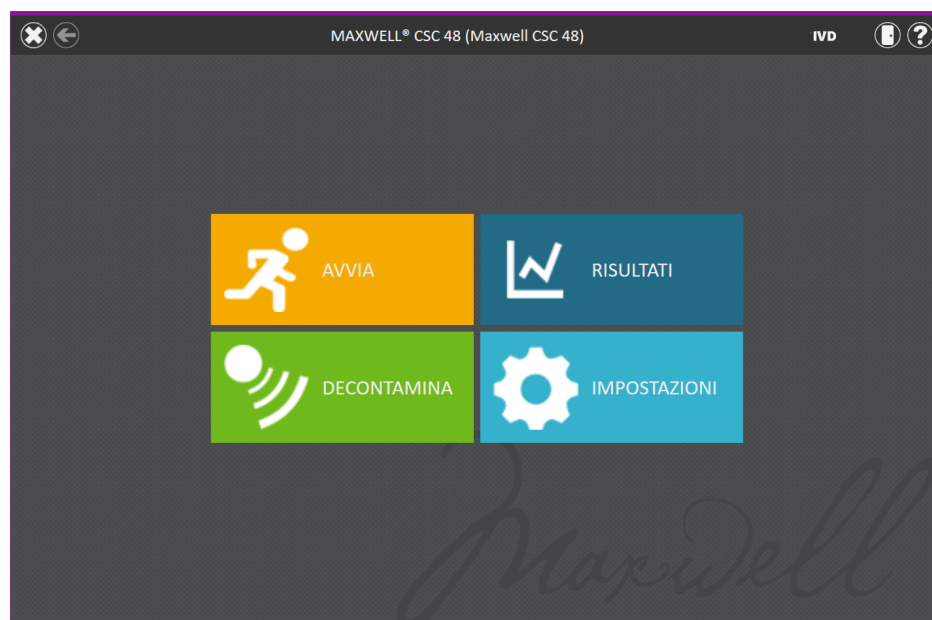 MAXWELL® CSC 48 (Maxwell CSC 48)
IVD
?
AVVIA
RISULTATI
DECONTAMINA
IMPOSTAZIONI
Maxwell